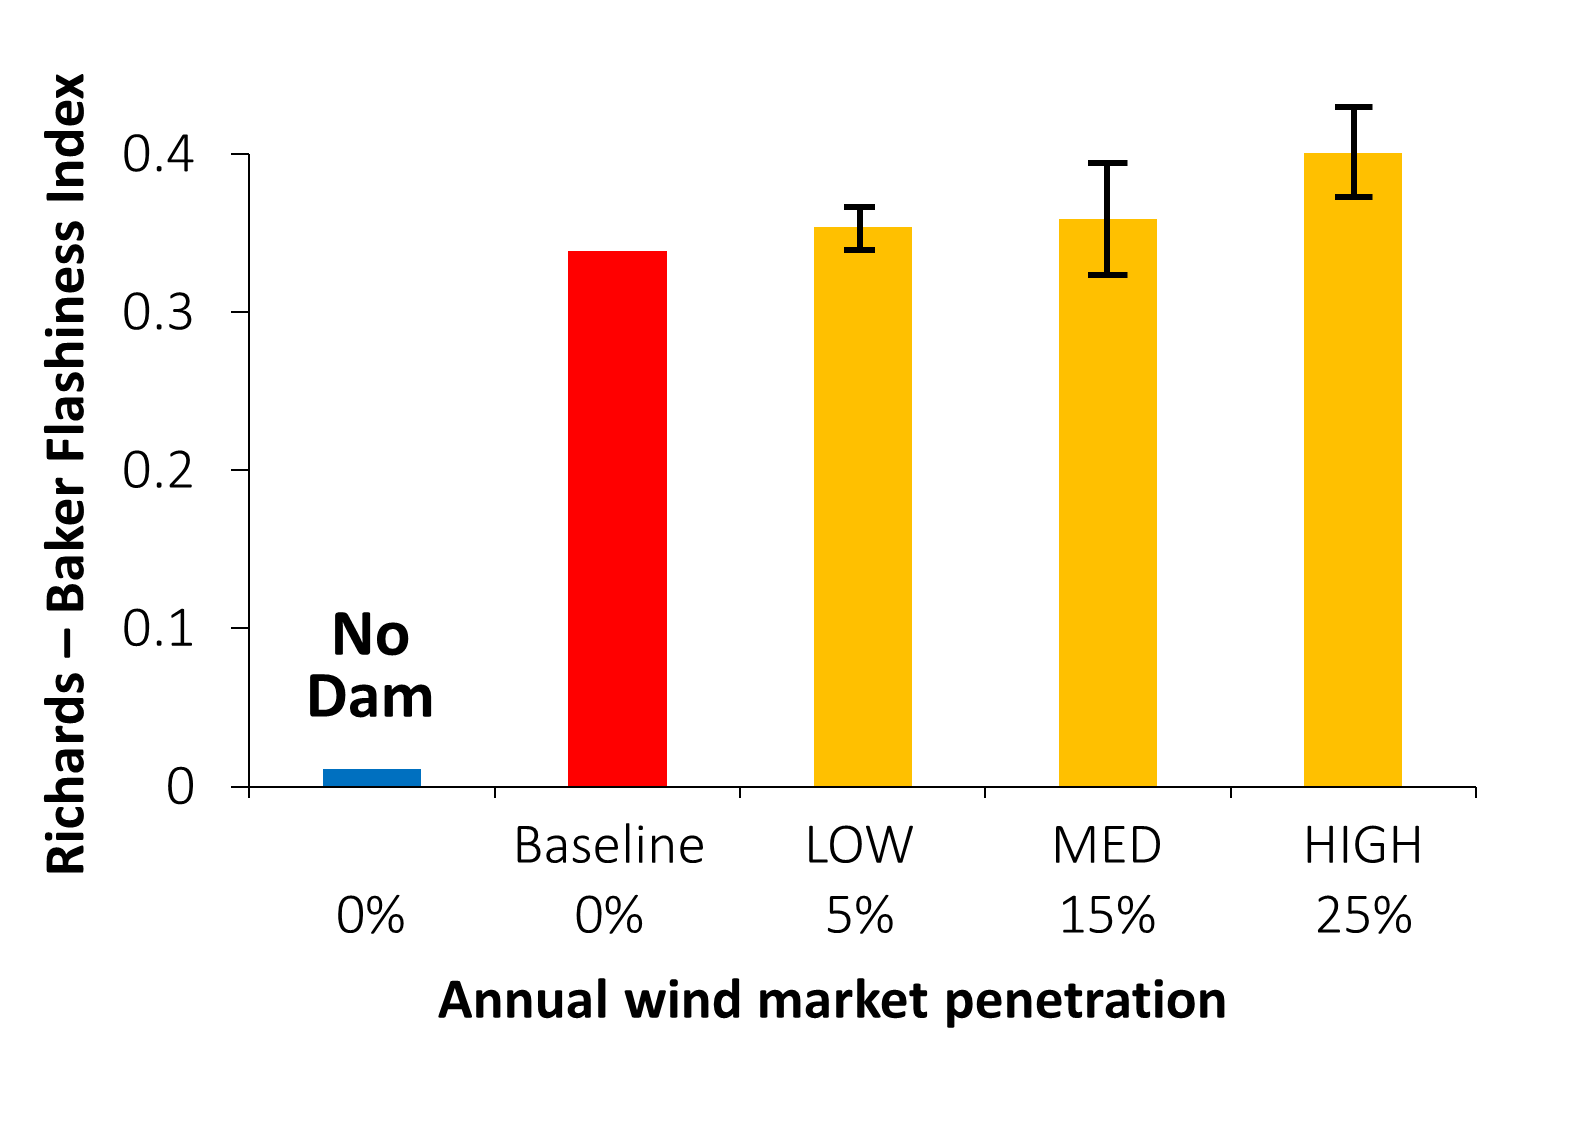 Richards – Baker Flashiness Index
0.4
0.3
0.2
0.1
0
No
Dam
Baseline LOW MED HIGH
0% 0% 5% 15% 25%
Annual wind market penetration